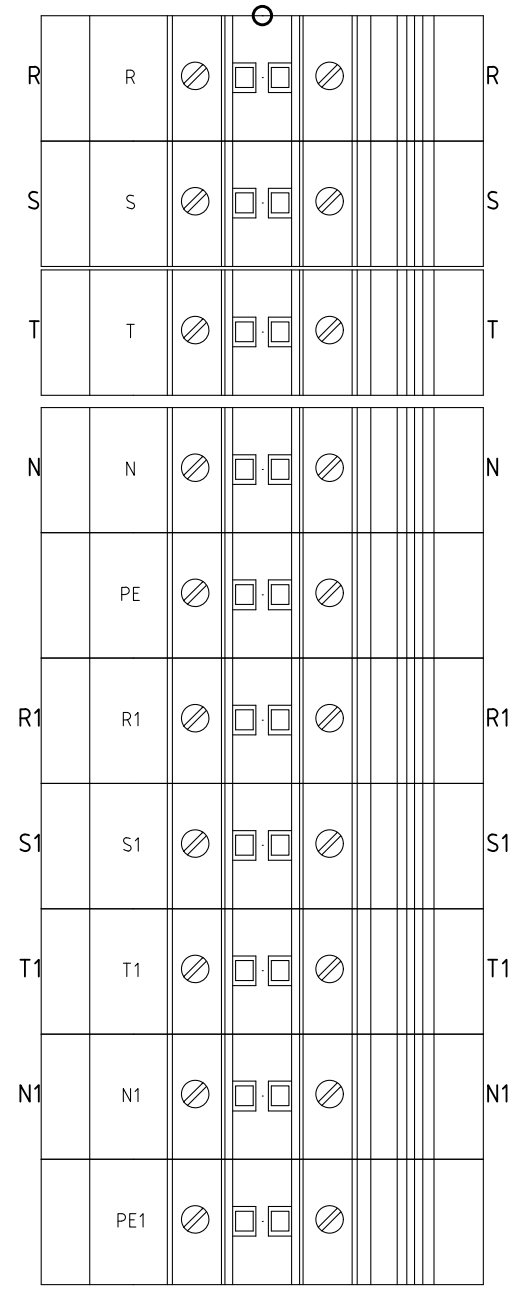 R R R
S S S
T T T
N N N
PE
R1 R1 R1
S1 S1 S1
T1 T1 T1
N1 N1 N1
PE1